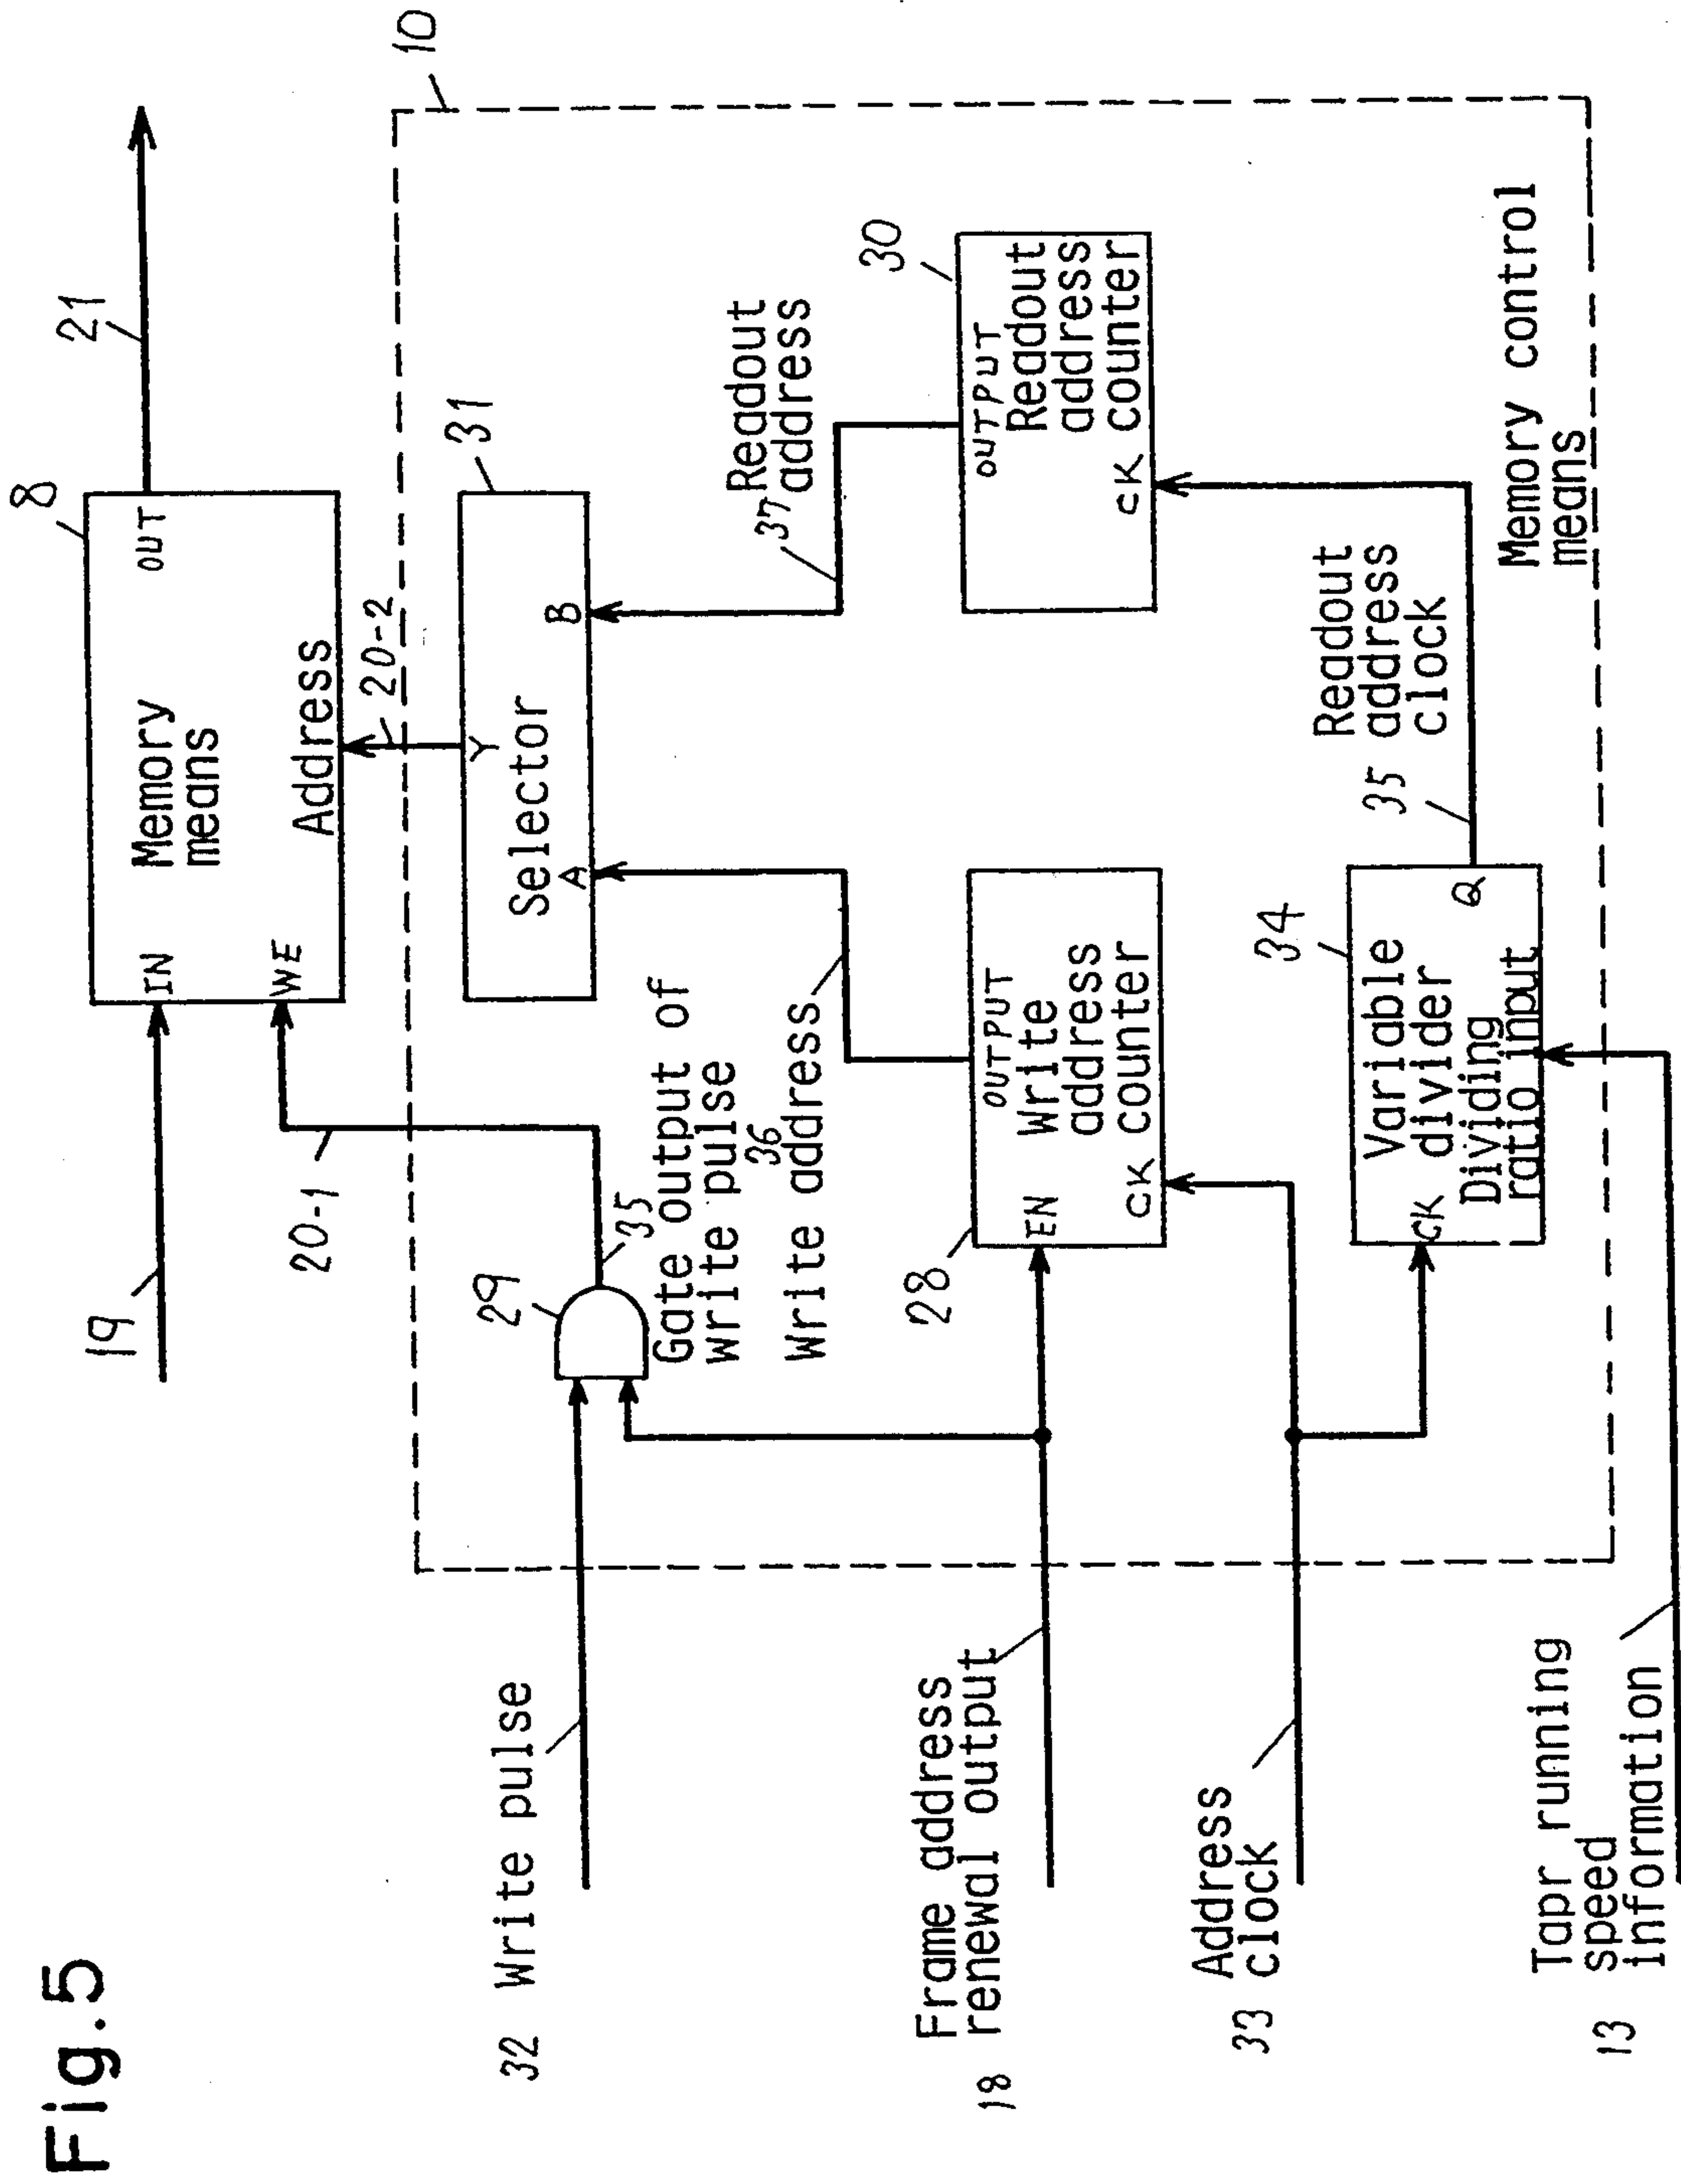 Fig.5
19
8
21
IN
OUT
Memory
means
WE
Address
20-1
20-2
10
32 Write pulse
29
35
Gate output of
write pulse
36
Write address
31
Y
Selector
A
B
37
Readout
address
18
Frame address
renewal output
28
OUTPUT
EN
Write
address
counter
CK
30
OUTPUT
Readout
address
counter
CK
33
Address
clock
34
Variable
divider
CK
Q
Dividing
ratio input
35
Readout
address
clock
Memory control
means
13
Tapr running
speed
information